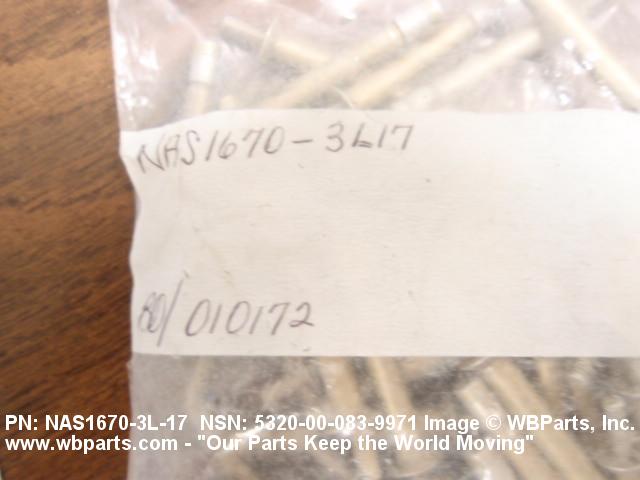 NAS1670-3L17
80/010172
PN: NAS1670-3L-17 NSN: 5320-00-083-9971 Image © WBParts, Inc.
www.wbparts.com - "Our Parts Keep the World Moving"